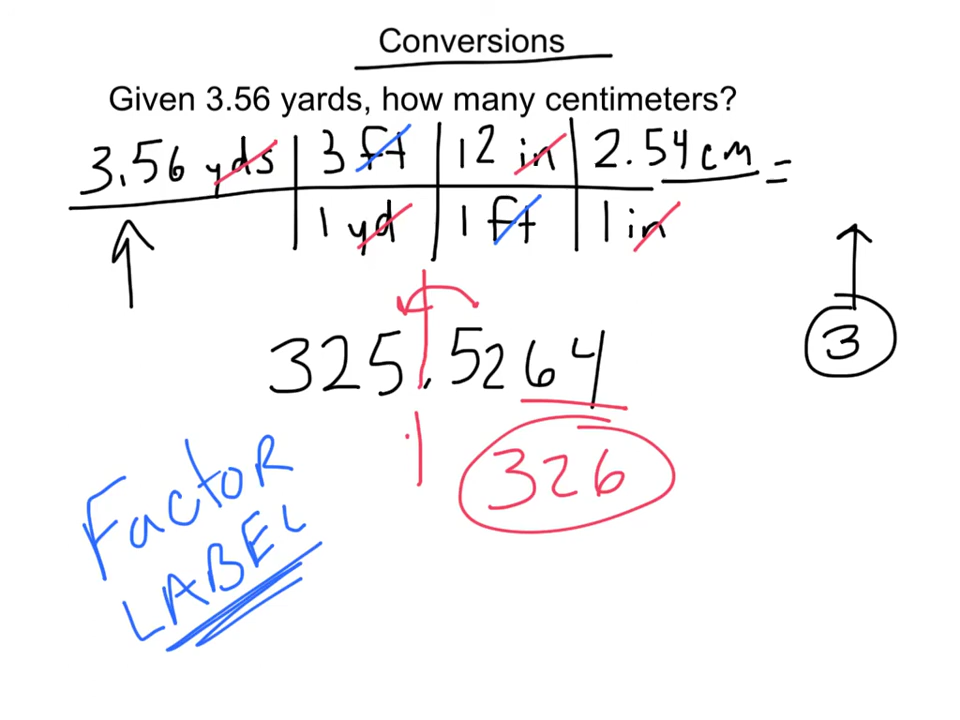 Conversions
Given 3.56 yards, how many centimeters?
3.56 yds | 3 ft | 12 in | 2.54 cm =
1 yd | 1 ft | 1 in
3
325.5264
326
Factor
LABEL